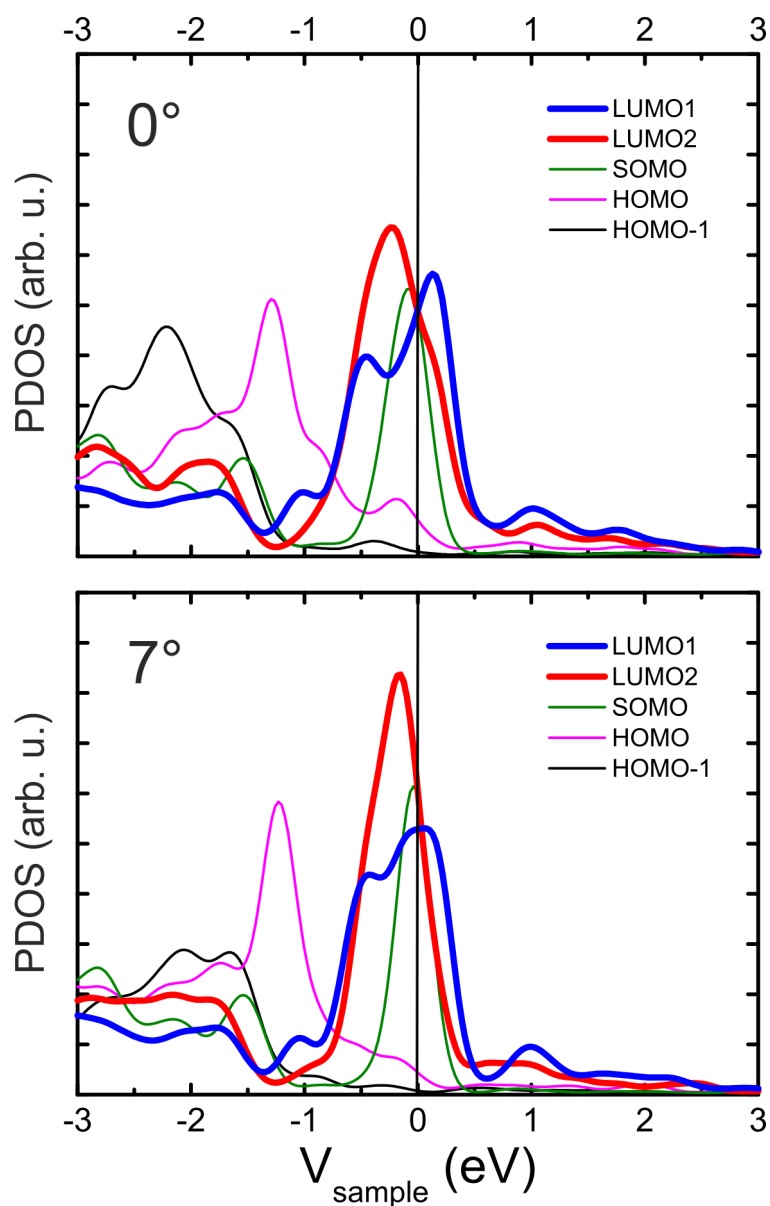 -3 -2 -1 0 1 2 3
0°
LUMO1
LUMO2
SOMO
HOMO
HOMO-1
PDOS (arb. u.)
7°
LUMO1
LUMO2
SOMO
HOMO
HOMO-1
PDOS (arb. u.)
-3 -2 -1 0 1 2 3
V_sample (eV)